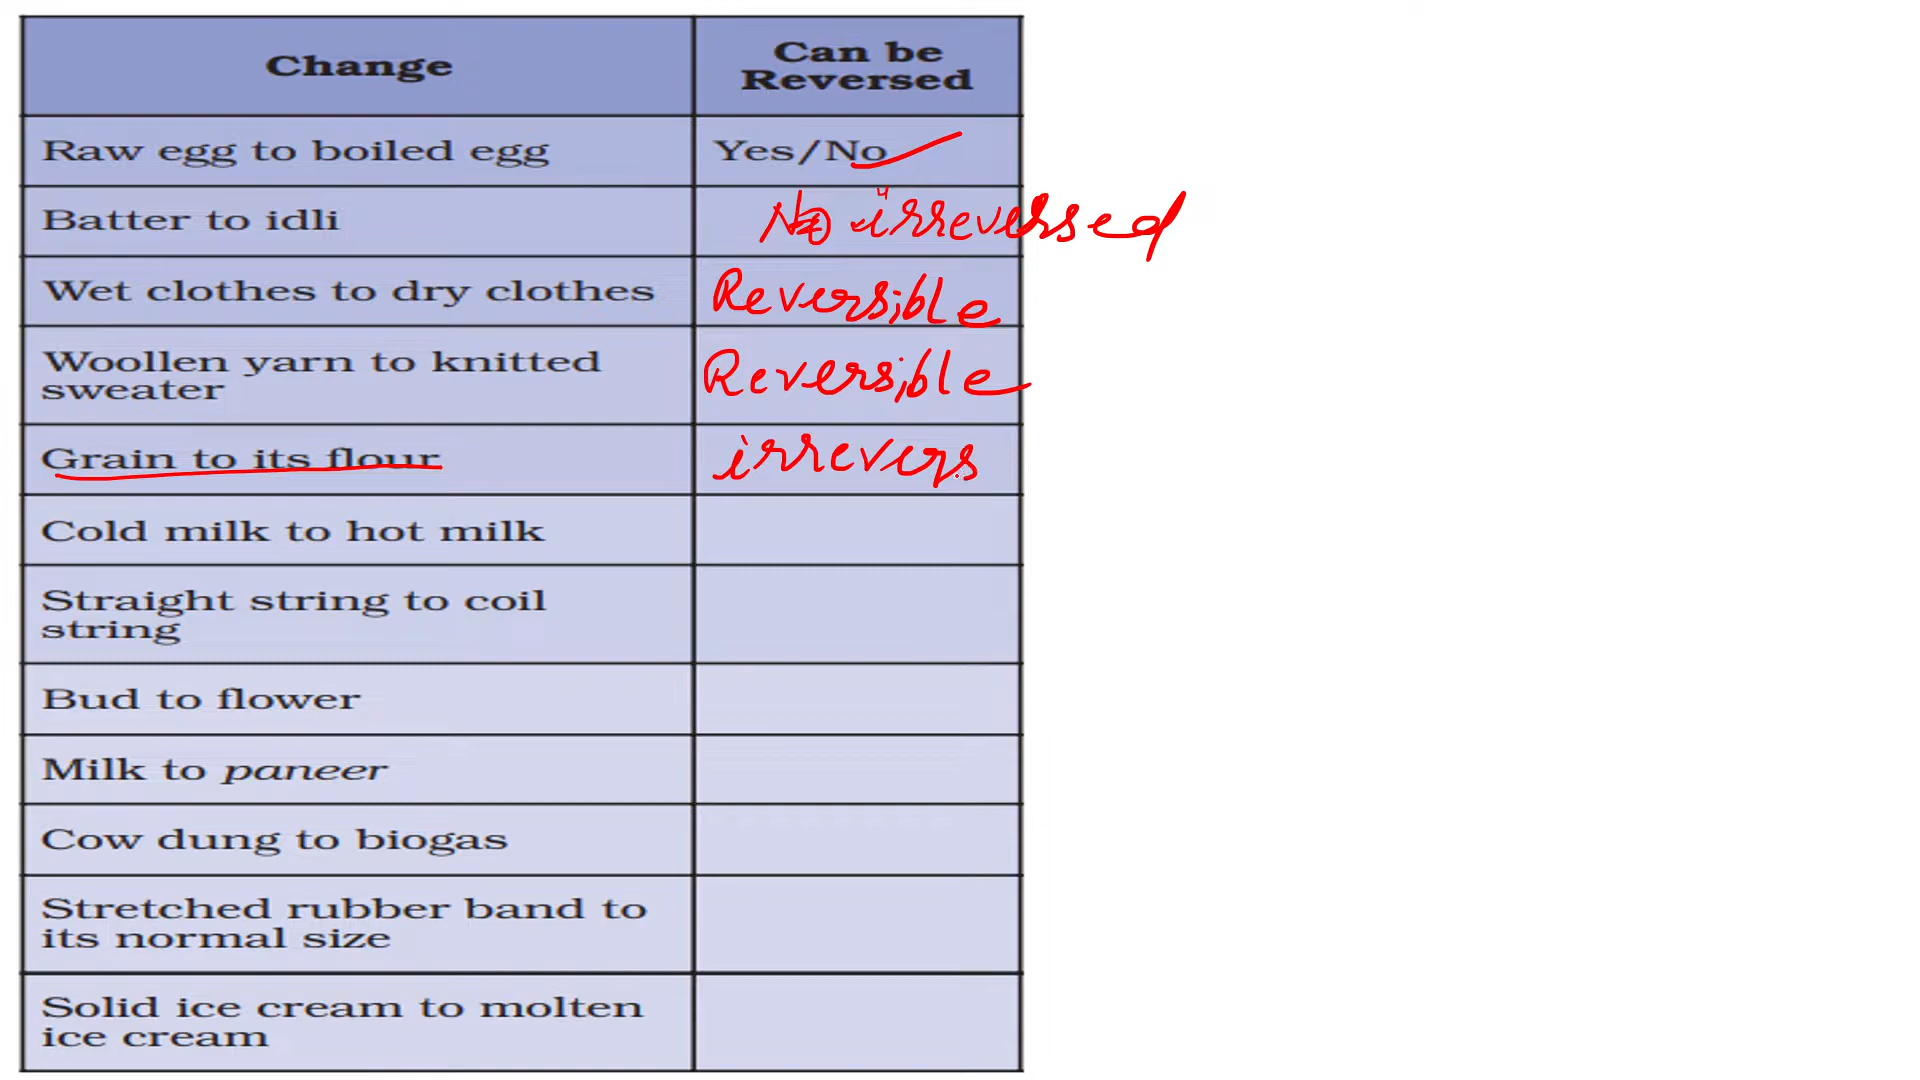 Change
Can be
Reversed
Raw egg to boiled egg
Yes/No
Batter to idli
No irreversed
Wet clothes to dry clothes
Reversible
Woollen yarn to knitted
sweater
Reversible
Grain to its flour
irrevers
Cold milk to hot milk
Straight string to coil
string
Bud to flower
Milk to paneer
Cow dung to biogas
Stretched rubber band to
its normal size
Solid ice cream to molten
ice cream